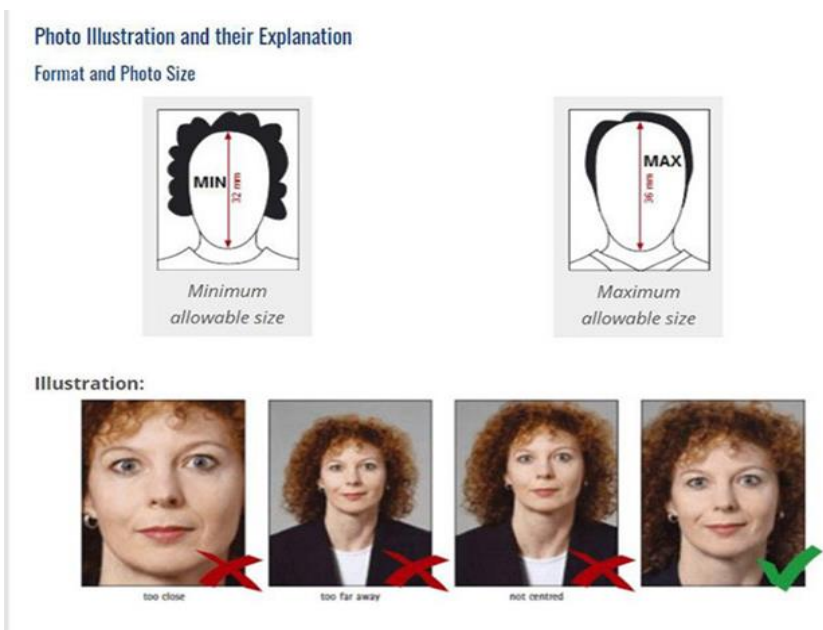 Photo Illustration and their Explanation
Format and Photo Size
MIN
32 mm
MAX
36 mm
Minimum
allowable size
Maximum
allowable size
Illustration:
too close
too far away
not centred